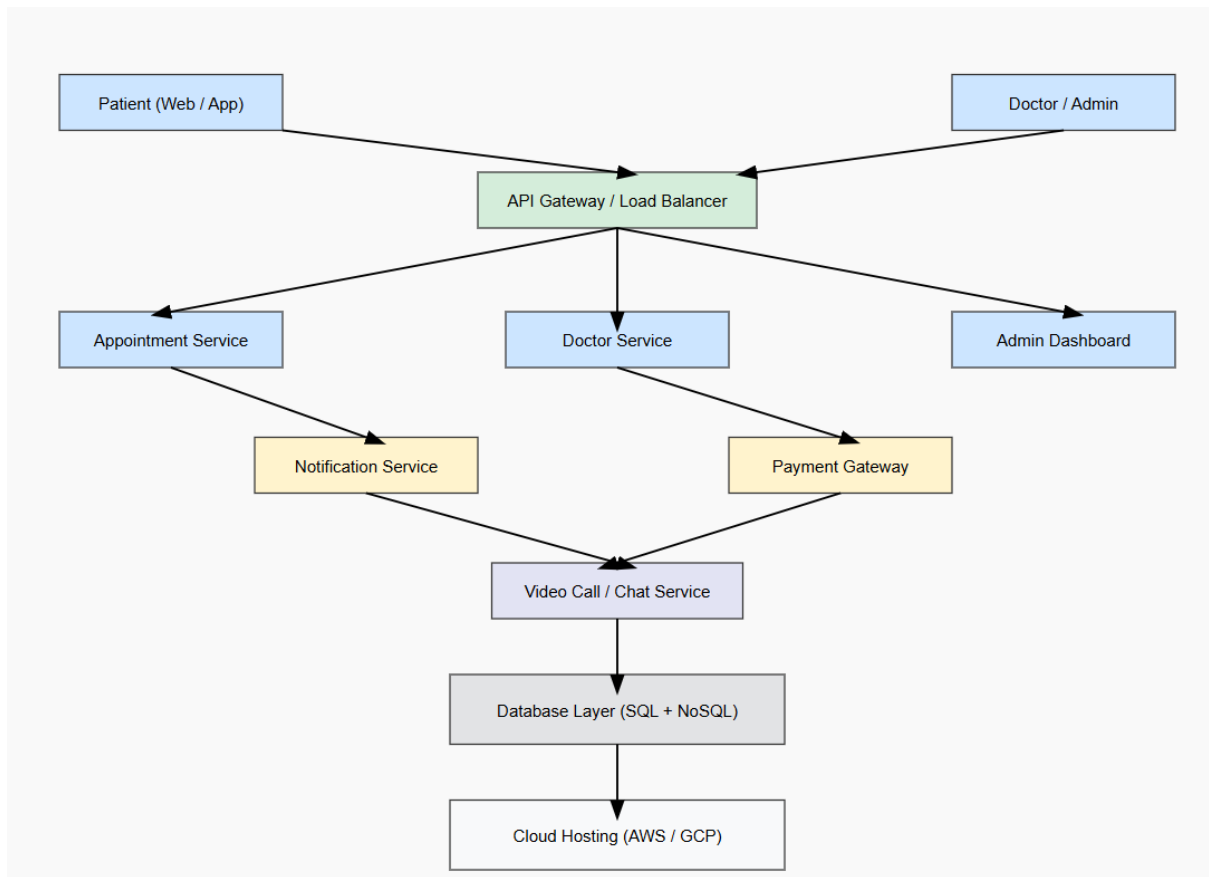 Patient (Web / App)
Doctor / Admin
API Gateway / Load Balancer
Appointment Service
Doctor Service
Admin Dashboard
Notification Service
Payment Gateway
Video Call / Chat Service
Database Layer (SQL + NoSQL)
Cloud Hosting (AWS / GCP)